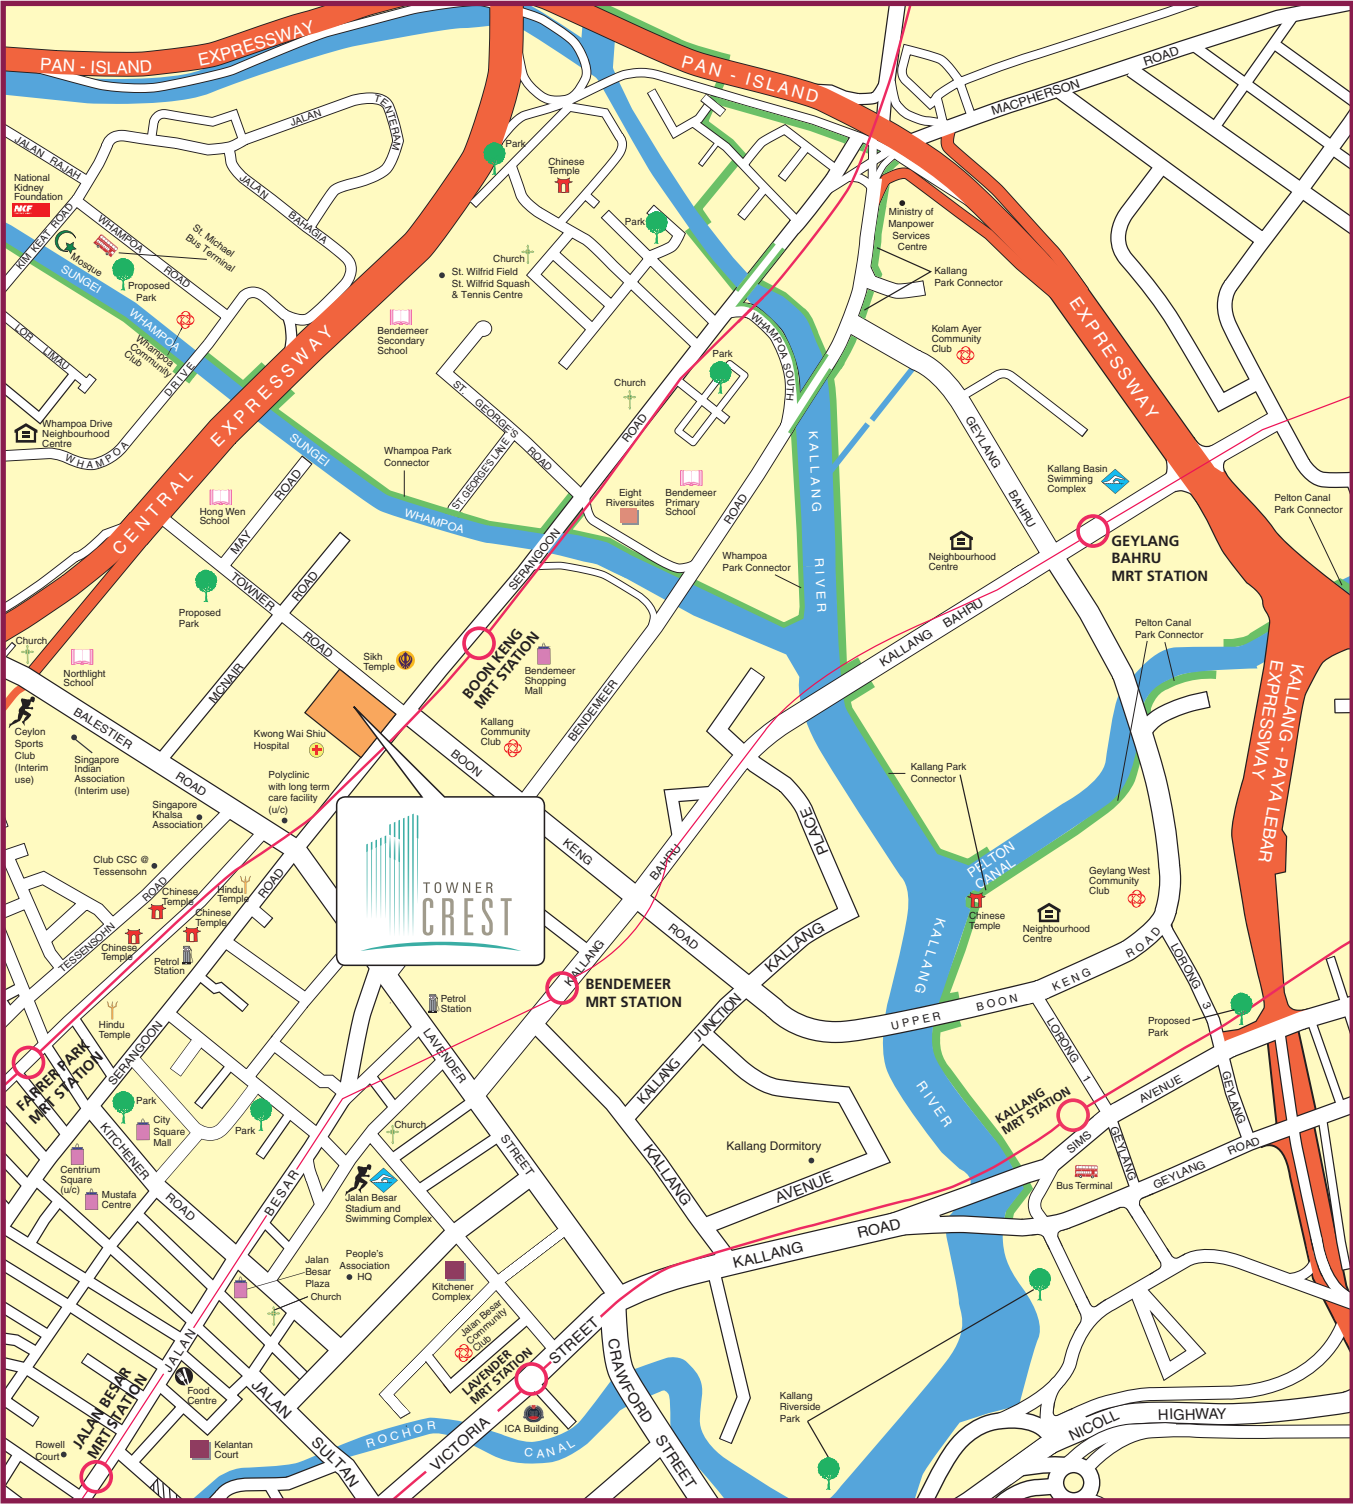 PAN - ISLAND
EXPRESSWAY
PAN - ISLAND
ROAD
MACPHERSON
JALAN
TENTERAM
JALAN RAJAH
National
Kidney
Foundation
NKF
KIM KEAT ROAD
WHAMPOA
ROAD
St. Michael
Bus Terminal
Mosque
Proposed
Park
JALAN
BAHAGIA
SUNGEI
WHAMPOA
Whampoa
Community
Club
LOR
LIMAU
DRIVE
Whampoa Drive
Neighbourhood
Centre
WHAMPOA
Park
Chinese
Temple
Park
Church
St. Wilfrid Field
St. Wilfrid Squash
& Tennis Centre
Bendemeer
Secondary
School
Ministry of
Manpower
Services
Centre
Kallang
Park Connector
Kolam Ayer
Community
Club
EXPRESSWAY
WHAMPOA SOUTH
Park
Church
ROAD
ST.
GEORGES
ROAD
ST. GEORGES LANE
CENTRAL
EXPRESSWAY
SUNGEI
WHAMPOA
Whampoa Park
Connector
Eight
Riversuites
Bendemeer
Primary
School
ROAD
KALLANG
RIVER
Whampoa
Park Connector
GEYLANG
BAHRU
Kallang Basin
Swimming
Complex
Pelton Canal
Park Connector
Neighbourhood
Centre
GEYLANG
BAHRU
MRT STATION
Hong Wen
School
ROAD
MAY
TOWNER
ROAD
ROAD
MCNAIR
Proposed
Park
SERANGOON
Church
Northlight
School
Ceylon
Sports
Club
(Interim
use)
BALESTIER
ROAD
Singapore
Indian
Association
(Interim use)
Sikh
Temple
BOON KENG
MRT STATION
Bendemeer
Shopping
Mall
BENDEMEER
Kallang
Community
Club
Kwong Wai Shiu
Hospital
Polyclinic
with long term
care facility
(u/c)
Singapore
Khalsa
Association
Club CSC @
Tessensohn
BOON
KENG
ROAD
TOWNER
CREST
KALLANG
BAHRU
Pelton Canal
Park Connector
KALLANG - PAYA LEBAR
EXPRESSWAY
Kallang Park
Connector
PLACE
KALLANG
BAHRU
KALLANG
PELTON
CANAL
Chinese
Temple
Neighbourhood
Centre
Geylang West
Community
Club
KALLANG
RIVER
TESSENSOHN
ROAD
Chinese
Temple
Hindu
Temple
ROAD
Chinese
Temple
Chinese
Temple
Petrol
Station
Hindu
Temple
SERANGOON
FARRER PARK
MRT STATION
Petrol
Station
BENDEMEER
MRT STATION
LAVENDER
STREET
KALLANG
JUNCTION
UPPER
BOON
KENG
ROAD
LORONG 3
LORONG 1
Proposed
Park
GEYLANG
GEYLANG
KALLANG
MRT STATION
SIMS
AVENUE
Bus Terminal
GEYLANG
ROAD
Park
City
Square
Mall
Park
Centrium
Square
(u/c)
Mustafa
Centre
KITCHENER
ROAD
Church
Jalan Besar
Stadium and
Swimming Complex
BESAR
JALAN
Jalan
Besar
Plaza
Church
People's
Association
HQ
Kitchener
Complex
Jalan Besar
Community
Club
KALLANG
AVENUE
Kallang Dormitory
KALLANG
ROAD
LAVENDER
MRT STATION
STREET
VICTORIA
ICA Building
CRAWFORD
STREET
ROCHOR
CANAL
Food
Centre
JALAN BESAR
MRT STATION
JALAN
SULTAN
Rowell
Court
Kelantan
Court
Kallang
Riverside
Park
NICOLL
HIGHWAY